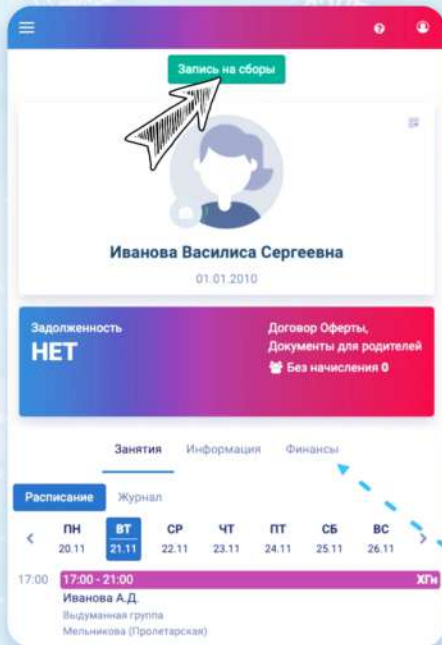 Запись на сборы
Иванова Василиса Сергеевна
01.01.2010
Задолженность
НЕТ
Договор Оферты,
Документы для родителей
Без начисления 0
Занятия Информация Финансы
Расписание Журнал
ПН ВТ СР ЧТ ПТ СБ ВС
20.11 21.11 22.11 23.11 24.11 25.11 26.11
17:00 17:00 - 21:00 ХГн
Иванова А.Д.
Выдуманная группа
Мельникова (Пролетарская)